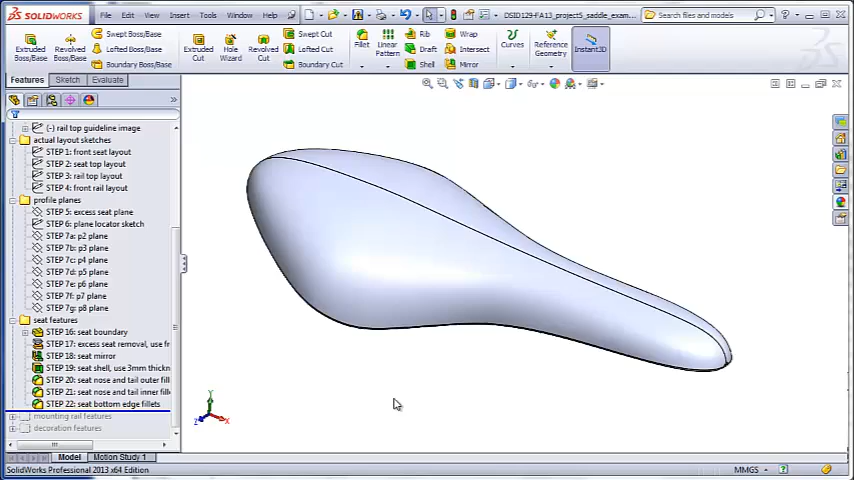 SOLIDWORKS File Edit View Insert Tools Window Help DSID129-FA13_project5_saddle_exam... Search files and models
Extruded Boss/Base
Revolved Boss/Base
Swept Boss/Base
Lofted Boss/Base
Boundary Boss/Base
Extruded Cut
Hole Wizard
Revolved Cut
Swept Cut
Lofted Cut
Boundary Cut
Fillet
Linear Pattern
Rib
Draft
Shell
Wrap
Intersect
Mirror
Curves
Reference Geometry
Instant3D
Features Sketch Evaluate
(-) rail top guideline image
actual layout sketches
STEP 1: front seat layout
STEP 2: seat top layout
STEP 3: rail top layout
STEP 4: front rail layout
profile planes
STEP 5: excess seat plane
STEP 6: plane locator sketch
STEP 7a: p2 plane
STEP 7b: p3 plane
STEP 7c: p4 plane
STEP 7d: p5 plane
STEP 7e: p6 plane
STEP 7f: p7 plane
STEP 7g: p8 plane
seat features
STEP 16: seat boundary
STEP 17: excess seat removal, use fr
STEP 18: seat mirror
STEP 19: seat shell, use 3mm thickn
STEP 20: seat nose and tail outer fill
STEP 21: seat nose and tail inner fill
STEP 22: seat bottom edge fillets
mounting rail features
decoration features
Y
Z X
Model Motion Study 1
SolidWorks Professional 2013 x64 Edition MMGS